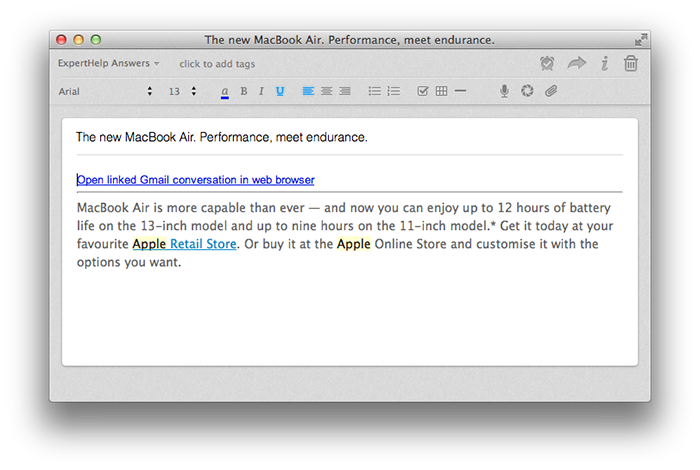 The new MacBook Air. Performance, meet endurance.
ExpertHelp Answers click to add tags
Arial 13 a B I U
The new MacBook Air. Performance, meet endurance.
Open linked Gmail conversation in web browser
MacBook Air is more capable than ever — and now you can enjoy up to 12 hours of battery
life on the 13-inch model and up to nine hours on the 11-inch model.* Get it today at your
favourite Apple Retail Store. Or buy it at the Apple Online Store and customise it with the
options you want.